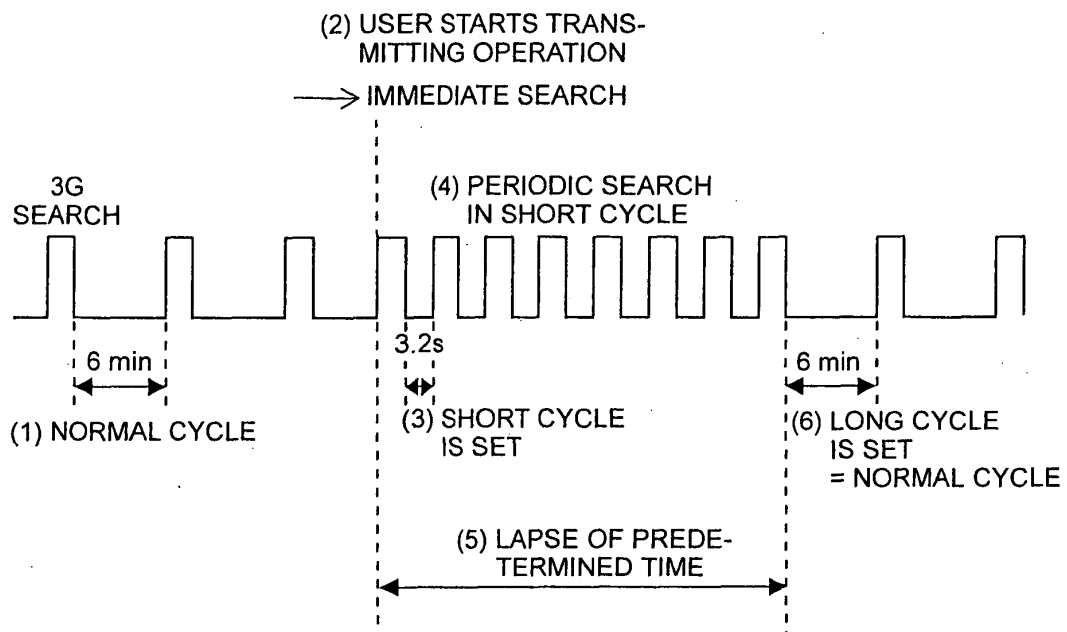 (2) USER STARTS TRANS-
MITTING OPERATION
IMMEDIATE SEARCH
3G
SEARCH
(4) PERIODIC SEARCH
IN SHORT CYCLE
6 min
3.2s
6 min
(1) NORMAL CYCLE
(3) SHORT CYCLE
IS SET
(6) LONG CYCLE
IS SET
= NORMAL CYCLE
(5) LAPSE OF PREDE-
TERMINED TIME